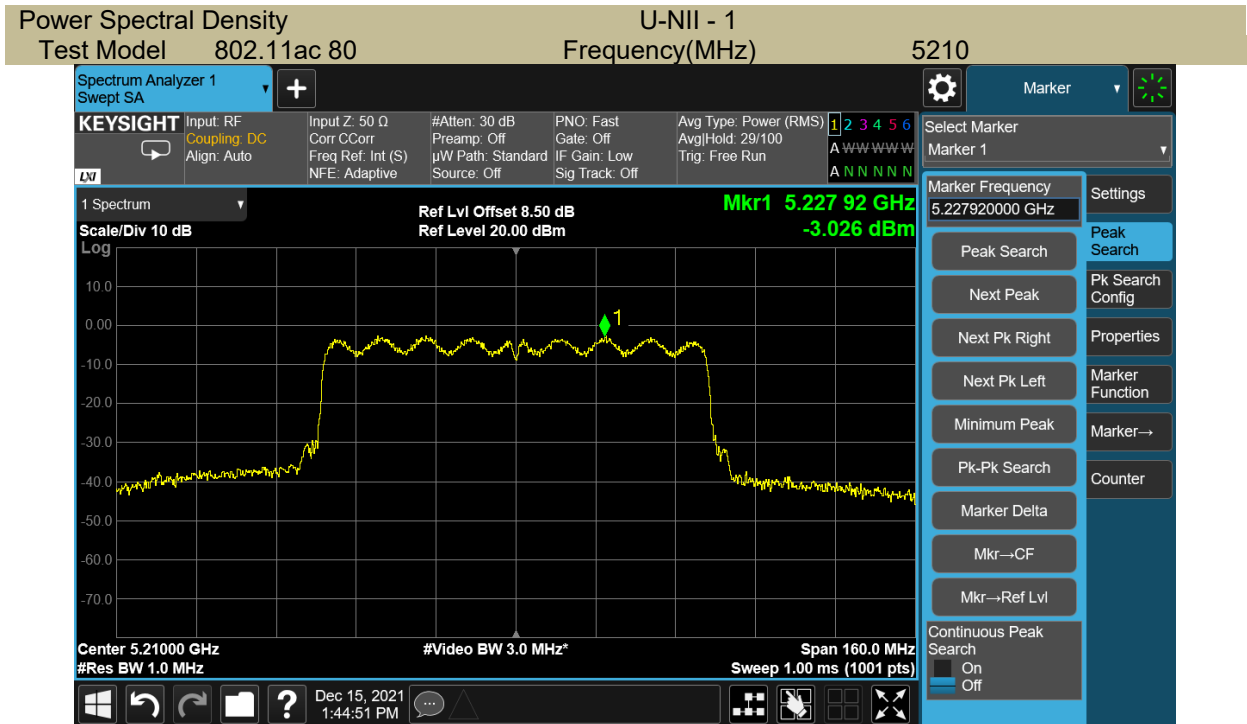 Power Spectral Density U-NII - 1
Test Model 802.11ac 80 Frequency(MHz) 5210
Spectrum Analyzer 1
Swept SA
+
Marker
KEYSIGHT
LXI
Input: RF
Coupling: DC
Align: Auto
Input Z: 50 Ω
Corr CCorr
Freq Ref: Int (S)
NFE: Adaptive
#Atten: 30 dB
Preamp: Off
µW Path: Standard
Source: Off
PNO: Fast
Gate: Off
IF Gain: Low
Sig Track: Off
Avg Type: Power (RMS)
Avg|Hold: 29/100
Trig: Free Run
1 2 3 4 5 6
A W W W W W
A N N N N N
Select Marker
Marker 1
1 Spectrum
Scale/Div 10 dB
Ref Lvl Offset 8.50 dB
Ref Level 20.00 dBm
Mkr1 5.227 92 GHz
-3.026 dBm
Log
10.0
0.00
-10.0
-20.0
-30.0
-40.0
-50.0
-60.0
-70.0
1
Center 5.21000 GHz
#Res BW 1.0 MHz
#Video BW 3.0 MHz*
Span 160.0 MHz
Sweep 1.00 ms (1001 pts)
Marker Frequency
5.227920000 GHz
Peak Search
Next Peak
Next Pk Right
Next Pk Left
Minimum Peak
Pk-Pk Search
Marker Delta
Mkr→CF
Mkr→Ref Lvl
Continuous Peak
Search
On
Off
Settings
Peak
Search
Pk Search
Config
Properties
Marker
Function
Marker→
Counter
?
Dec 15, 2021
1:44:51 PM